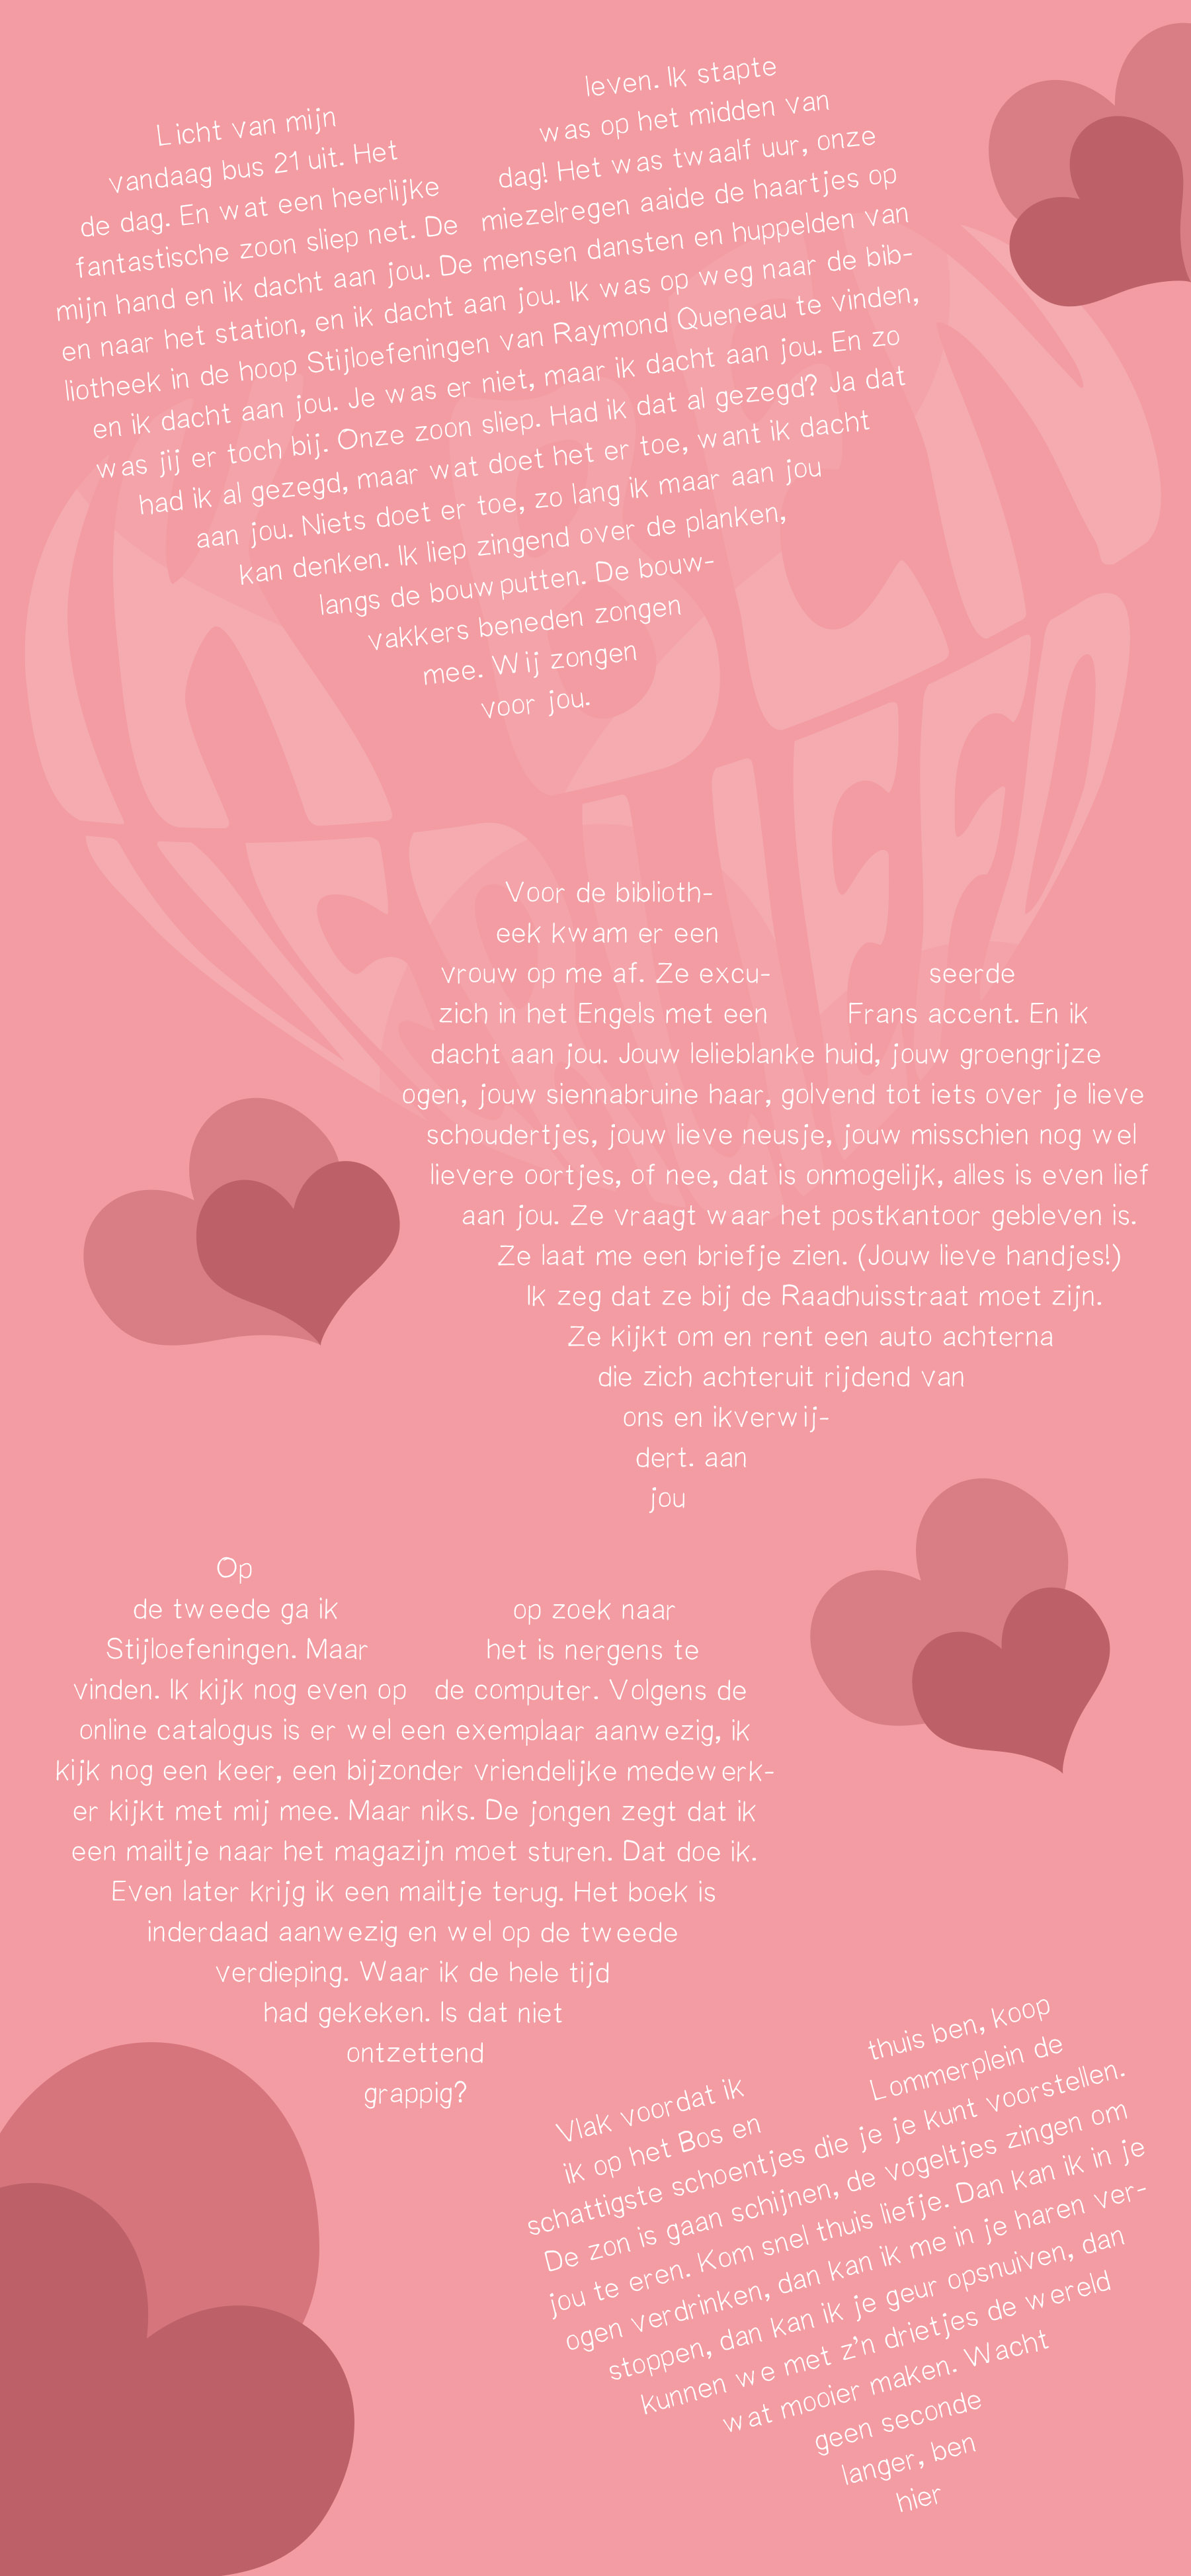 IK BEN
VERLIEFD
Licht van mijn leven. Ik stapte
vandaag bus 21 uit. Het was op het midden van
de dag. En wat een heerlijke dag! Het was twaalf uur, onze
fantastische zoon sliep net. De miezelregen aaide de haartjes op
mijn hand en ik dacht aan jou. De mensen dansten en huppelden van
en naar het station, en ik dacht aan jou. Ik was op weg naar de bib-
liotheek in de hoop Stijloefeningen van Raymond Queneau te vinden,
en ik dacht aan jou. Je was er niet, maar ik dacht aan jou. En zo
was jij er toch bij. Onze zoon sliep. Had ik dat al gezegd? Ja dat
had ik al gezegd, maar wat doet het er toe, want ik dacht
aan jou. Niets doet er toe, zo lang ik maar aan jou
kan denken. Ik liep zingend over de planken,
langs de bouwputten. De bouw-
vakkers beneden zongen
mee. Wij zongen
voor jou.
Voor de biblioth-
eek kwam er een
vrouw op me af. Ze excu- seerde
zich in het Engels met een Frans accent. En ik
dacht aan jou. Jouw lelieblanke huid, jouw groengrijze
ogen, jouw siennabruine haar, golvend tot iets over je lieve
schoudertjes, jouw lieve neusje, jouw misschien nog wel
lievere oortjes, of nee, dat is onmogelijk, alles is even lief
aan jou. Ze vraagt waar het postkantoor gebleven is.
Ze laat me een briefje zien. (Jouw lieve handjes!)
Ik zeg dat ze bij de Raadhuisstraat moet zijn.
Ze kijkt om en rent een auto achterna
die zich achteruit rijdend van
ons en ikverwij-
dert. aan
jou
Op
de tweede ga ik op zoek naar
Stijloefeningen. Maar het is nergens te
vinden. Ik kijk nog even op de computer. Volgens de
online catalogus is er wel een exemplaar aanwezig, ik
kijk nog een keer, een bijzonder vriendelijke medewerk-
er kijkt met mij mee. Maar niks. De jongen zegt dat ik
een mailtje naar het magazijn moet sturen. Dat doe ik.
Even later krijg ik een mailtje terug. Het boek is
inderdaad aanwezig en wel op de tweede
verdieping. Waar ik de hele tijd
had gekeken. Is dat niet
ontzettend
grappig?
Vlak voordat ik thuis ben, koop
ik op het Bos en Lommerplein de
schattigste schoentjes die je je kunt voorstellen.
De zon is gaan schijnen, de vogeltjes zingen om
jou te eren. Kom snel thuis liefje. Dan kan ik in je
ogen verdrinken, dan kan ik me in je haren ver-
stoppen, dan kan ik je geur opsnuiven, dan
kunnen we met z'n drietjes de wereld
wat mooier maken. Wacht
geen seconde
langer, ben
hier